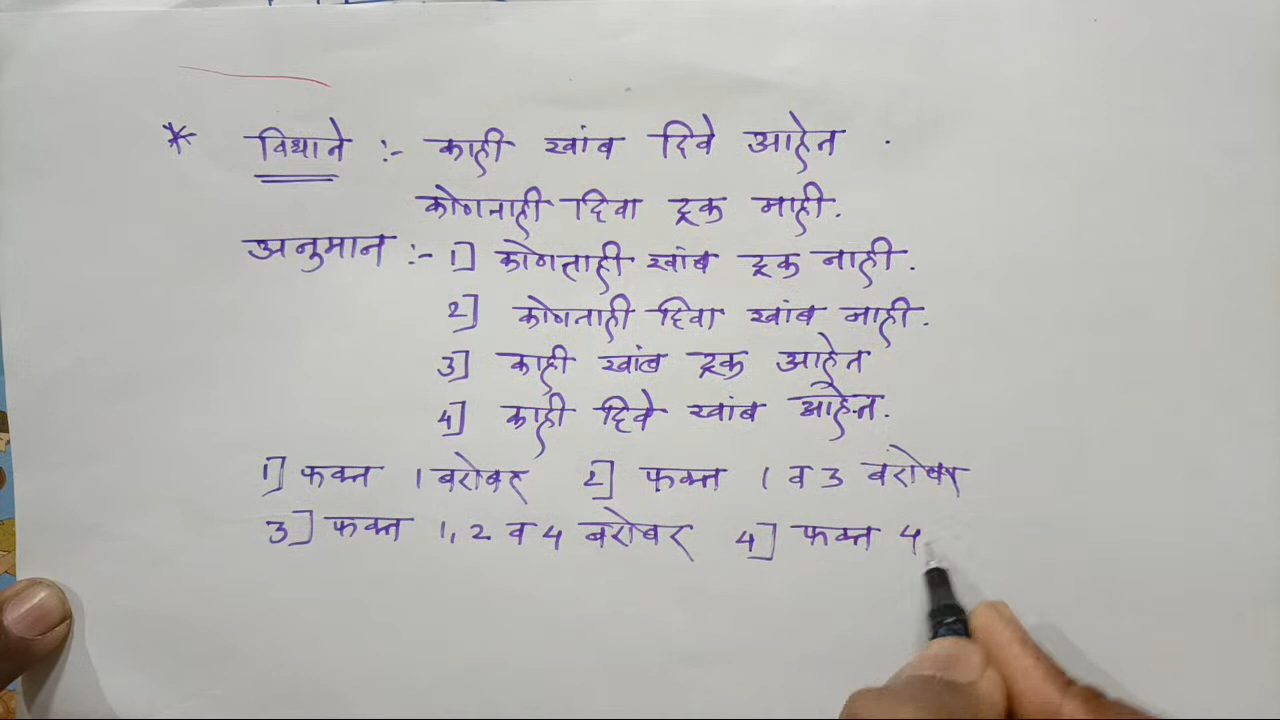 * विधाने :- काही खांब दिवे आहेत .
कोणताही दिवा ट्रक नाही.
अनुमान :- 1] कोणताही खांब ट्रक नाही.
2] कोणताही दिवा खांब नाही.
3] काही खांब ट्रक आहेत
4] काही दिवे खांब आहेत.
1] फक्त 1 बरोबर 2] फक्त 1 व 3 बरोबर
3] फक्त 1, 2 व 4 बरोबर 4] फक्त 4